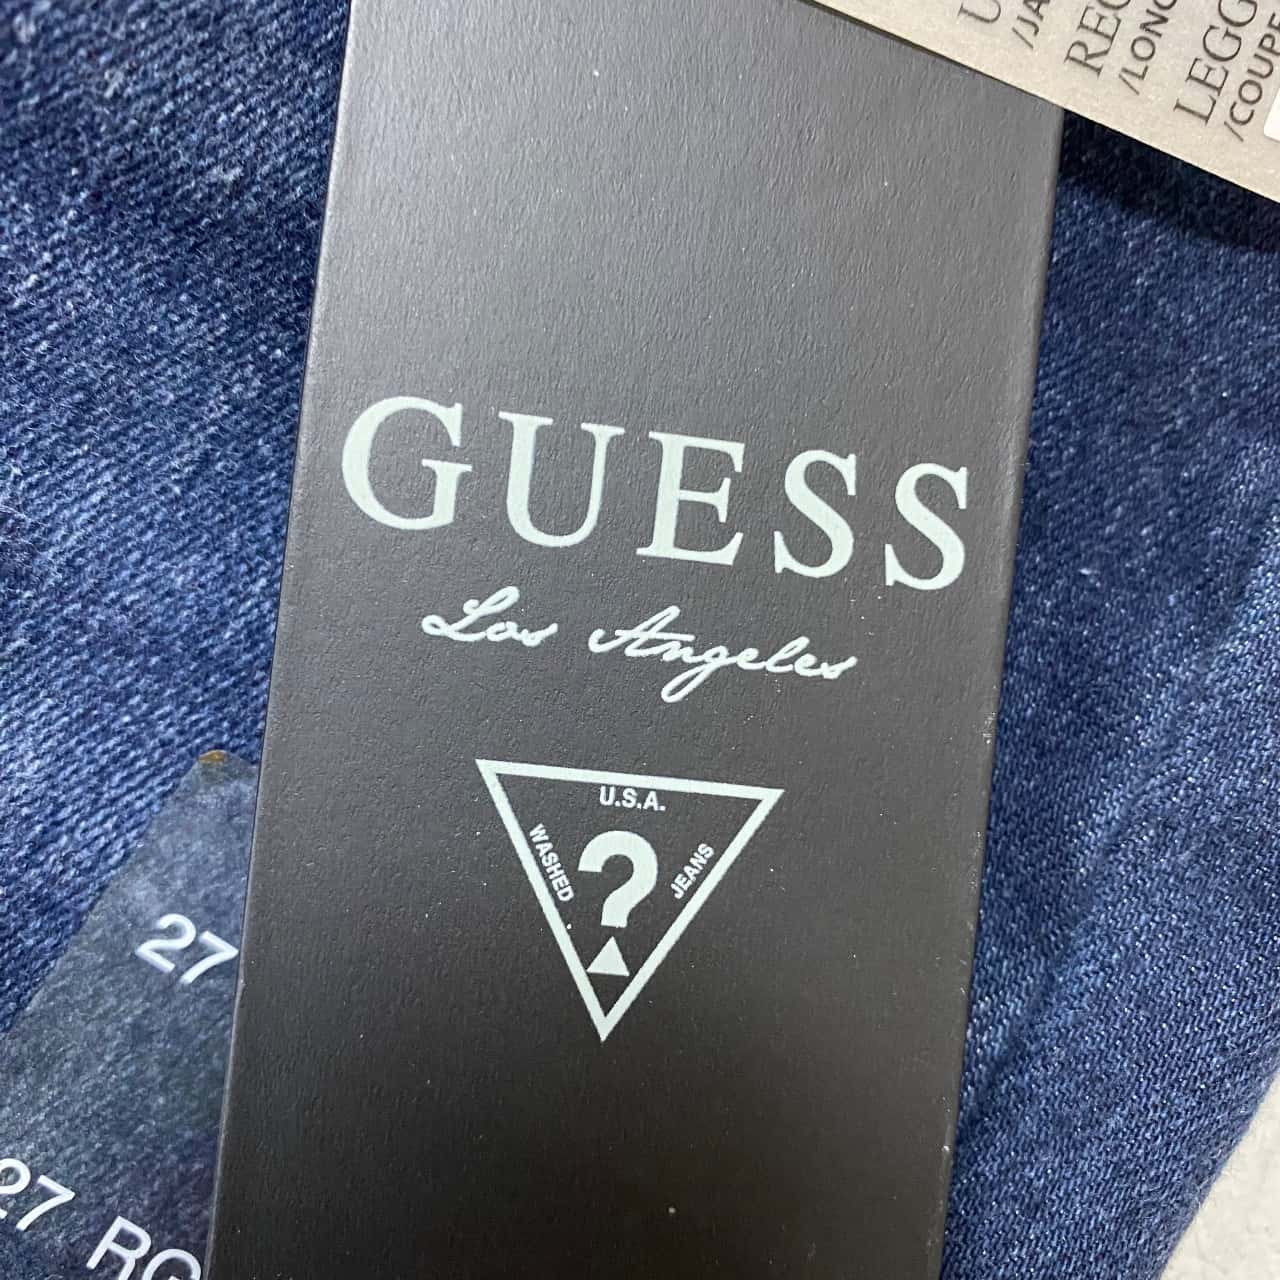 REG
/LONG
LEGG
/COUPE
GUESS
Los Angeles
U.S.A.
WASHED
?
JEANS
27
27 RG